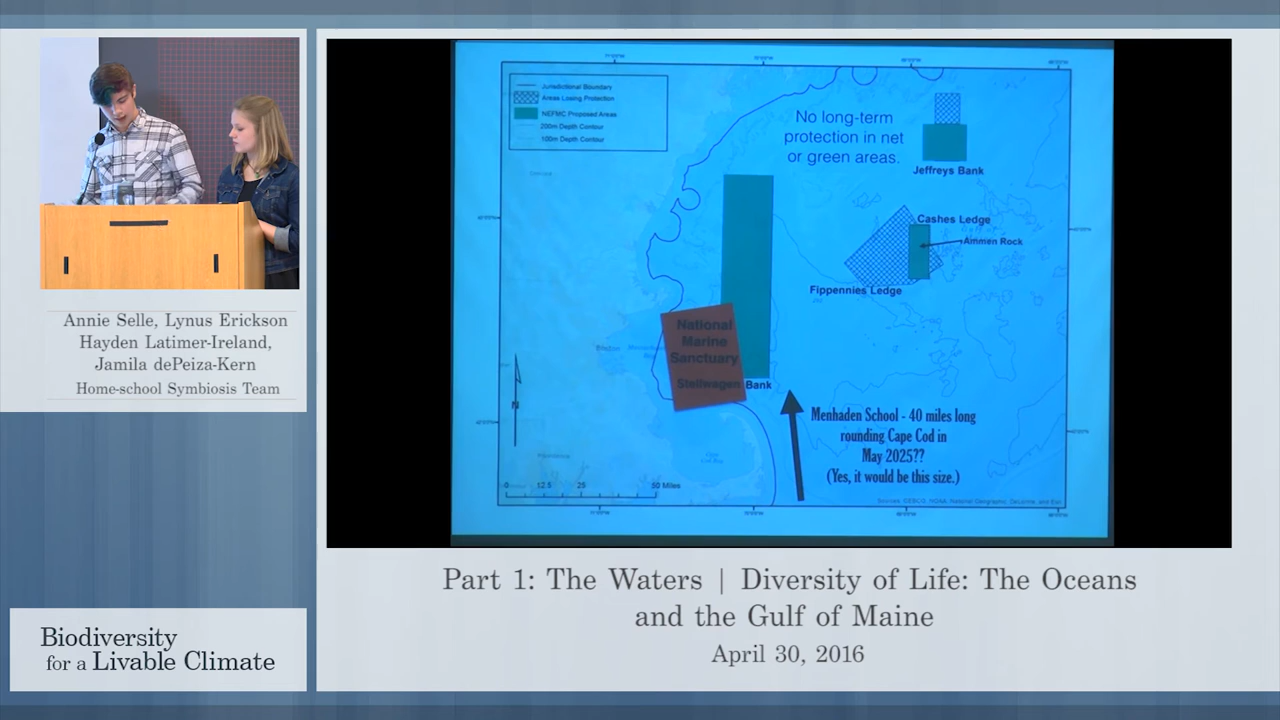 Jurisdictional Boundary
Areas Losing Protection
NEFMC Proposed Areas
200m Depth Contour
100m Depth Contour
No long-term
protection in net
or green areas.
Jeffreys Bank
Cashes Ledge
Ammen Rock
Fippennies Ledge
National
Marine
Sanctuary
Stellwagen Bank
N
Menhaden School - 40 miles long
rounding Cape Cod in
May 2025??
(Yes, it would be this size.)
0 12.5 25 50 Miles
Annie Selle, Lynus Erickson
Hayden Latimer-Ireland,
Jamila dePeiza-Kern
Home-school Symbiosis Team
Part 1: The Waters | Diversity of Life: The Oceans
and the Gulf of Maine
April 30, 2016
Biodiversity
for a Livable Climate